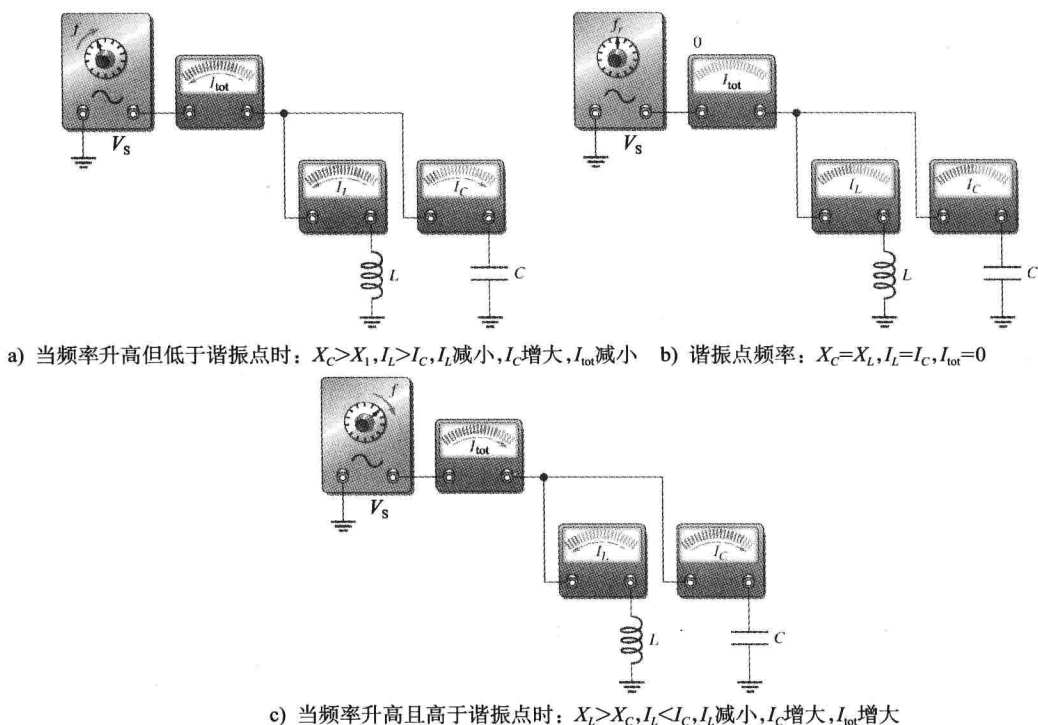 f
I_tot
V_S
I_L
I_C
L
C
f_r
0
I_tot
V_S
I_L
I_C
L
C
a) 当频率升高但低于谐振点时：X_C>X_1,I_L>I_C,I_L减小,I_C增大,I_tot减小
b) 谐振点频率：X_C=X_L,I_L=I_C,I_tot=0
f
I_tot
V_S
I_L
I_C
L
C
c) 当频率升高且高于谐振点时：X_L>X_C,I_L<I_C,I_L减小,I_C增大,I_tot增大